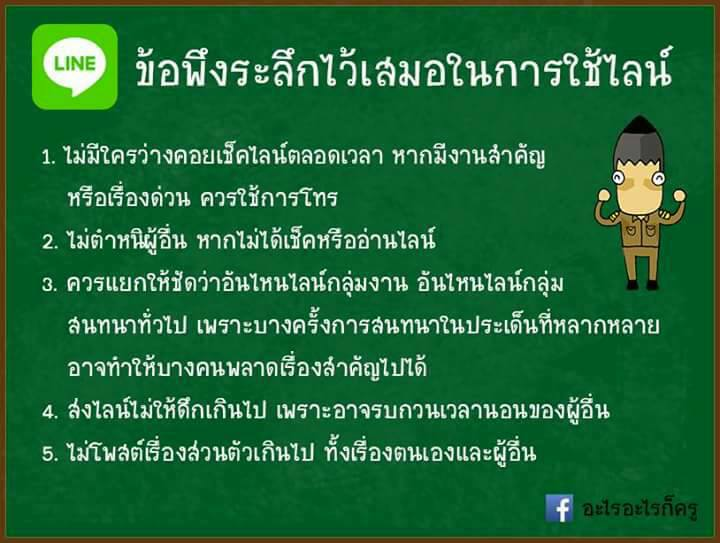 LINE
ข้อพึงระลึกไว้เสมอในการใช้ไลน์
1. ไม่มีใครว่างคอยเช็คไลน์ตลอดเวลา หากมีงานสำคัญ
หรือเรื่องด่วน ควรใช้การโทร
2. ไม่ตำหนิผู้อื่น หากไม่ได้เช็คหรืออ่านไลน์
3. ควรแยกให้ชัดว่าอันไหนไลน์กลุ่มงาน อันไหนไลน์กลุ่ม
สนทนาทั่วไป เพราะบางครั้งการสนทนาในประเด็นที่หลากหลาย
อาจทำให้บางคนพลาดเรื่องสำคัญไปได้
4. ส่งไลน์ไม่ให้ดึกเกินไป เพราะอาจรบกวนเวลานอนของผู้อื่น
5. ไม่โพสต์เรื่องส่วนตัวเกินไป ทั้งเรื่องตนเองและผู้อื่น
f อะไรอะไรก็ครู